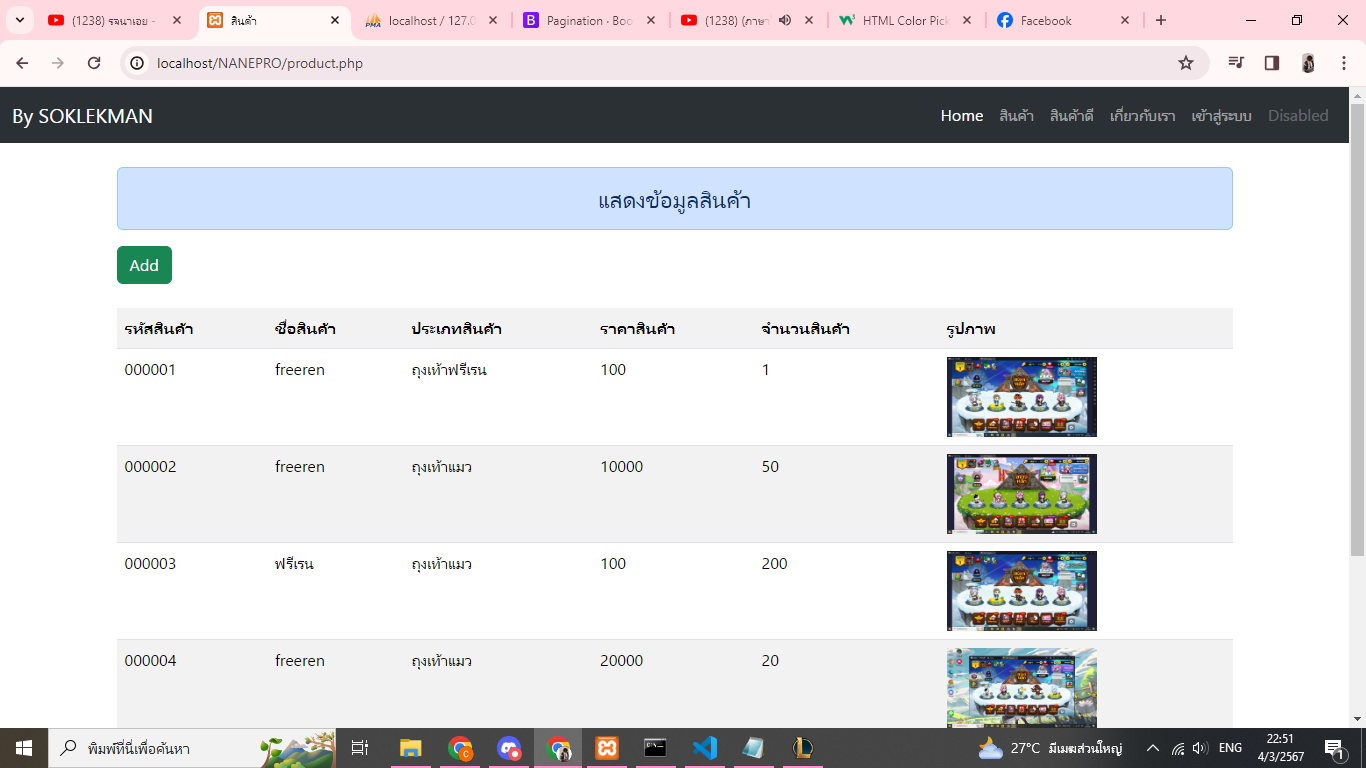 (1238) รจนาเอย -
สินค้า
localhost / 127.0
Pagination · Boo
(1238) (ภาษา
HTML Color Pick
Facebook
localhost/NANEPRO/product.php
By SOKLEKMAN
Home สินค้า สินค้าดี เกี่ยวกับเรา เข้าสู่ระบบ Disabled
แสดงข้อมูลสินค้า
Add
รหัสสินค้า ชื่อสินค้า ประเภทสินค้า ราคาสินค้า จำนวนสินค้า รูปภาพ
000001 freeren ถุงเท้าฟรีเรน 100 1
000002 freeren ถุงเท้าแมว 10000 50
000003 ฟรีเรน ถุงเท้าแมว 100 200
000004 freeren ถุงเท้าแมว 20000 20
พิมพ์ที่นี่เพื่อค้นหา
27°C มีเมฆส่วนใหญ่
ENG
22:51
4/3/2567
1